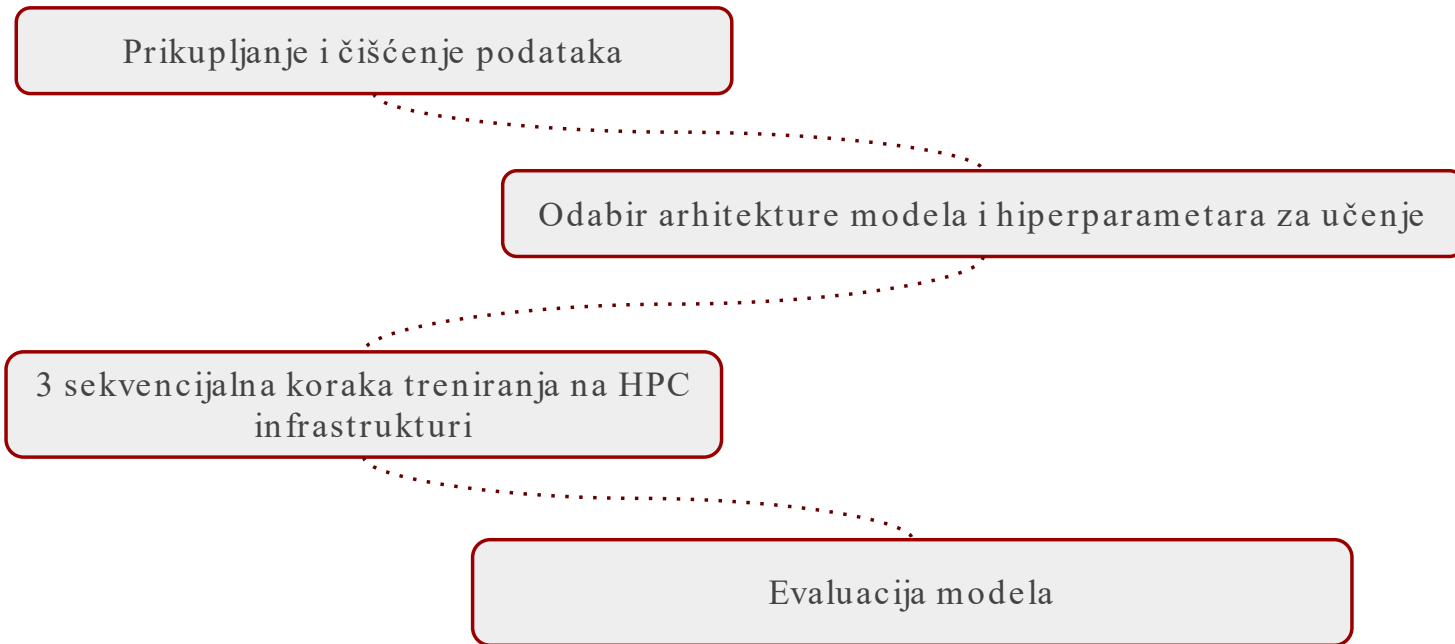 Prikupljanje i čišćenje podataka
Odabir arhitekture modela i hiperparametara za učenje
3 sekvencijalna koraka treniranja na HPC
infrastrukturi
Evaluacija modela